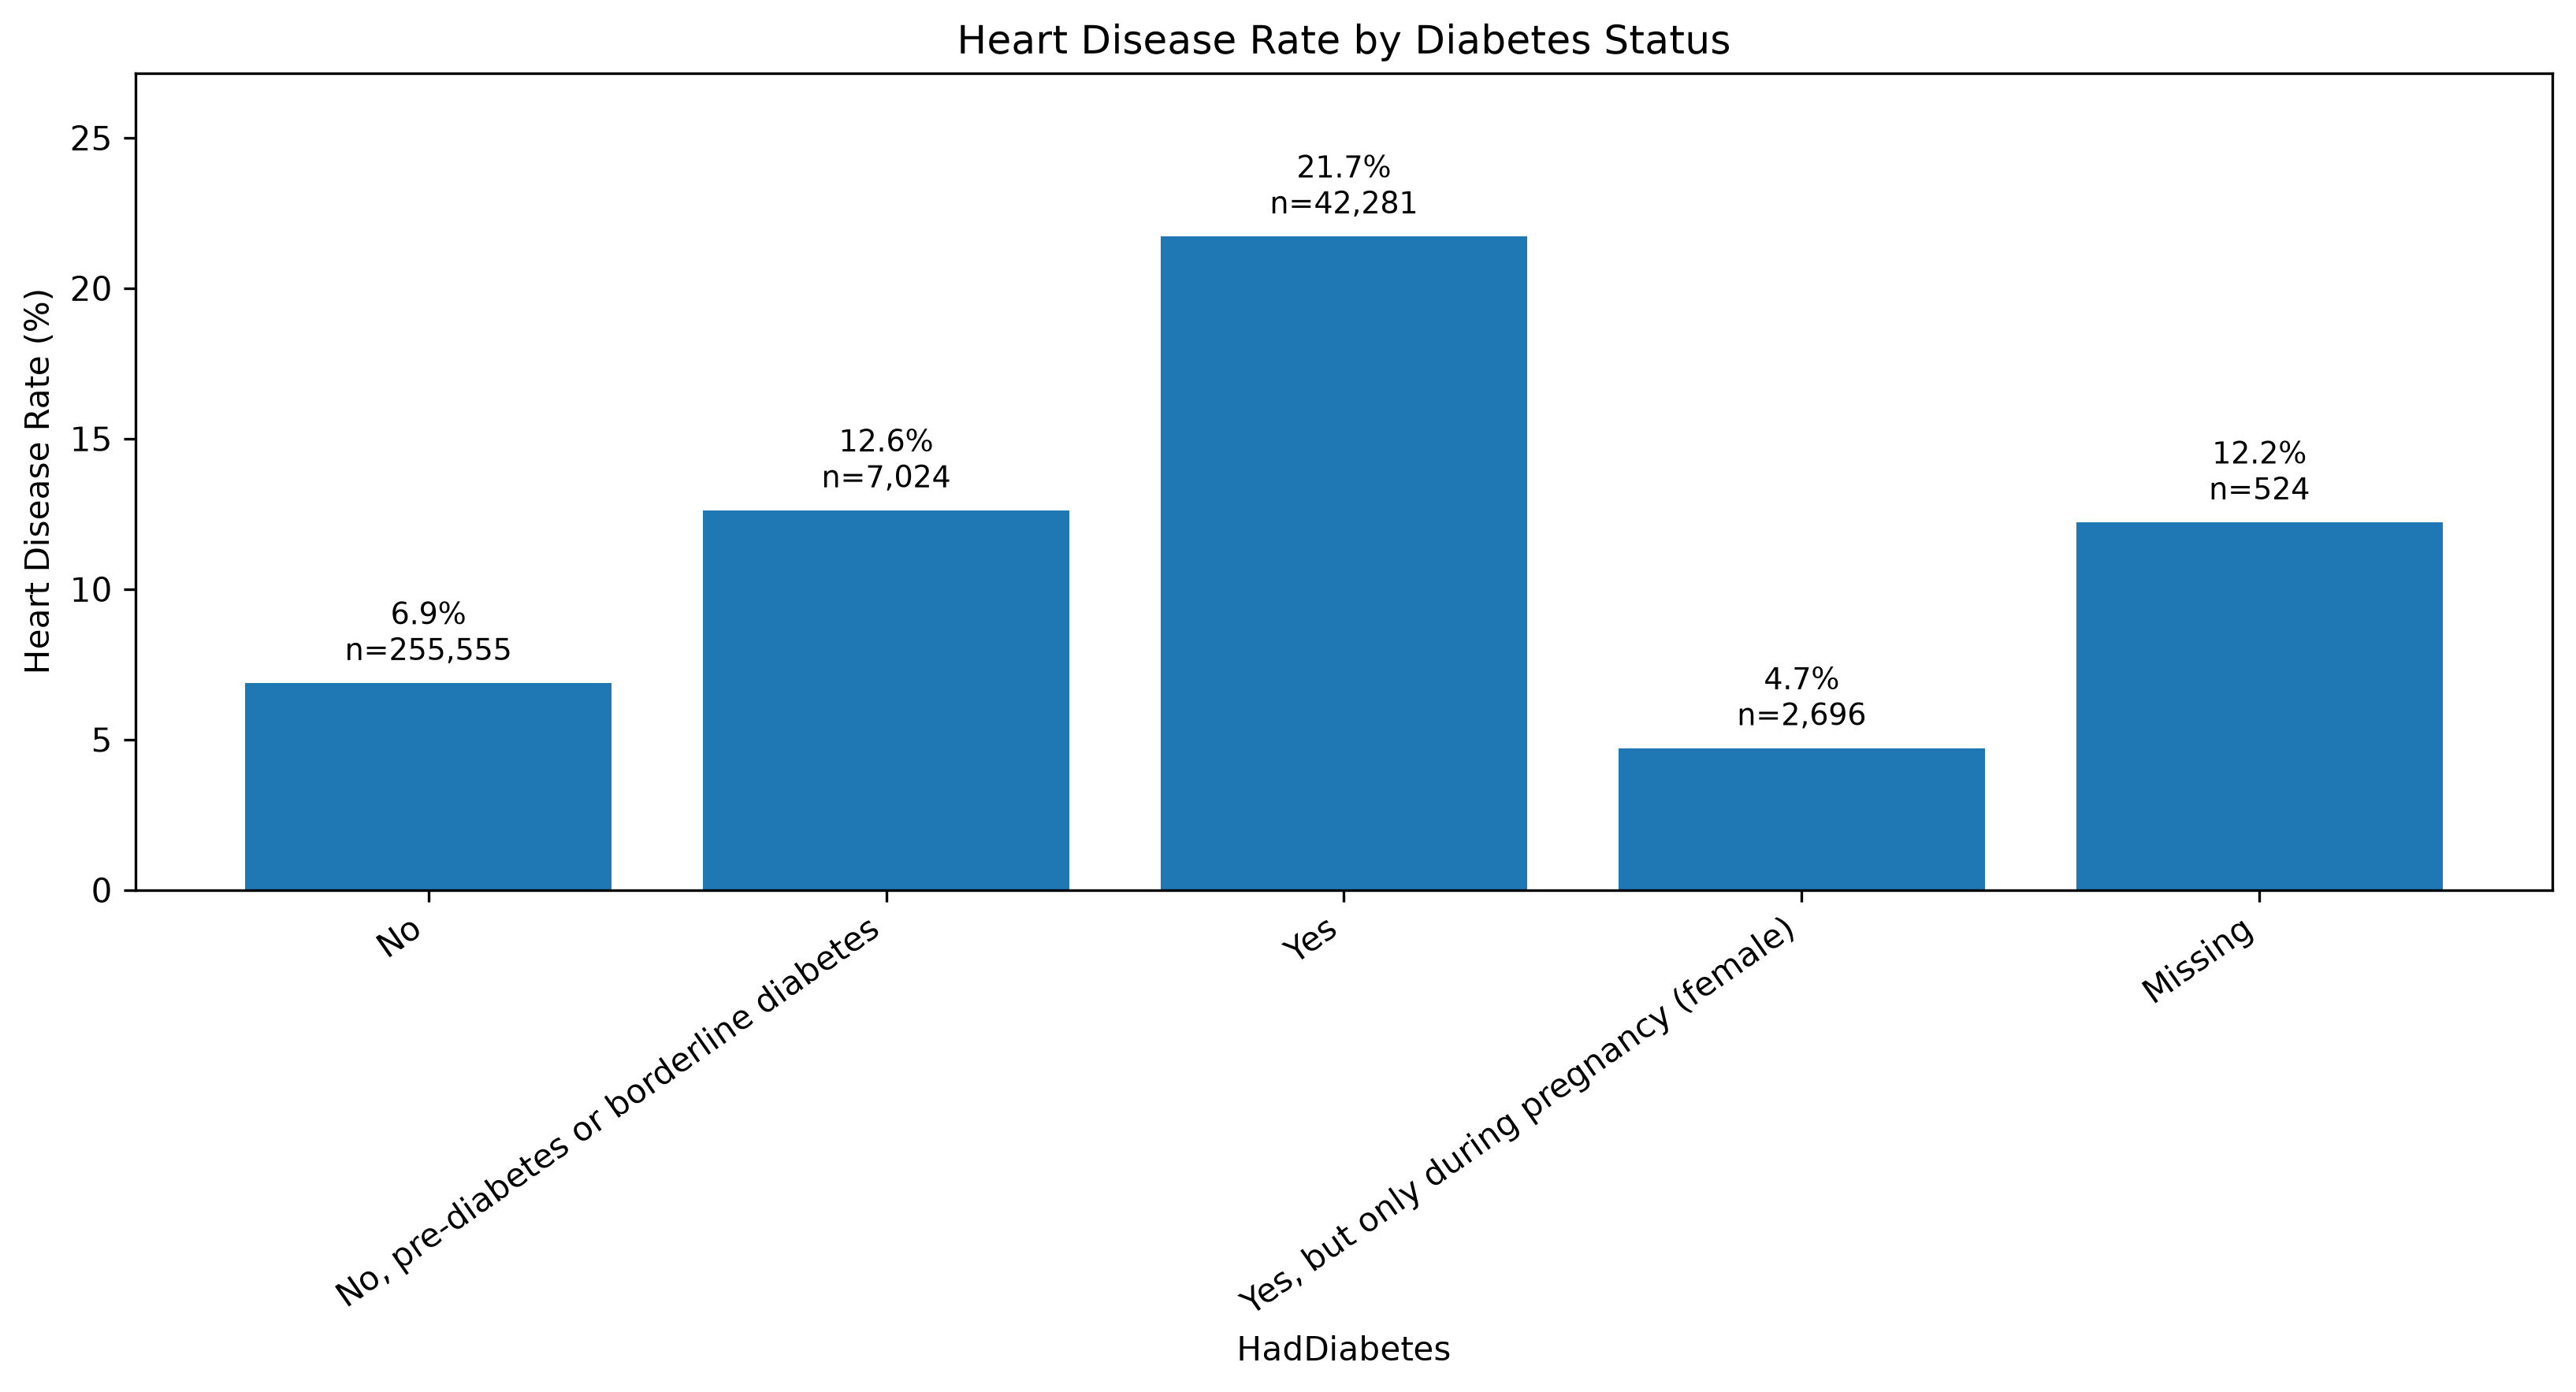 Heart Disease Rate by Diabetes Status
Heart Disease Rate (%)
25
20
15
10
5
0
6.9%
n=255,555
12.6%
n=7,024
21.7%
n=42,281
4.7%
n=2,696
12.2%
n=524
No
No, pre-diabetes or borderline diabetes
Yes
Yes, but only during pregnancy (female)
Missing
HadDiabetes